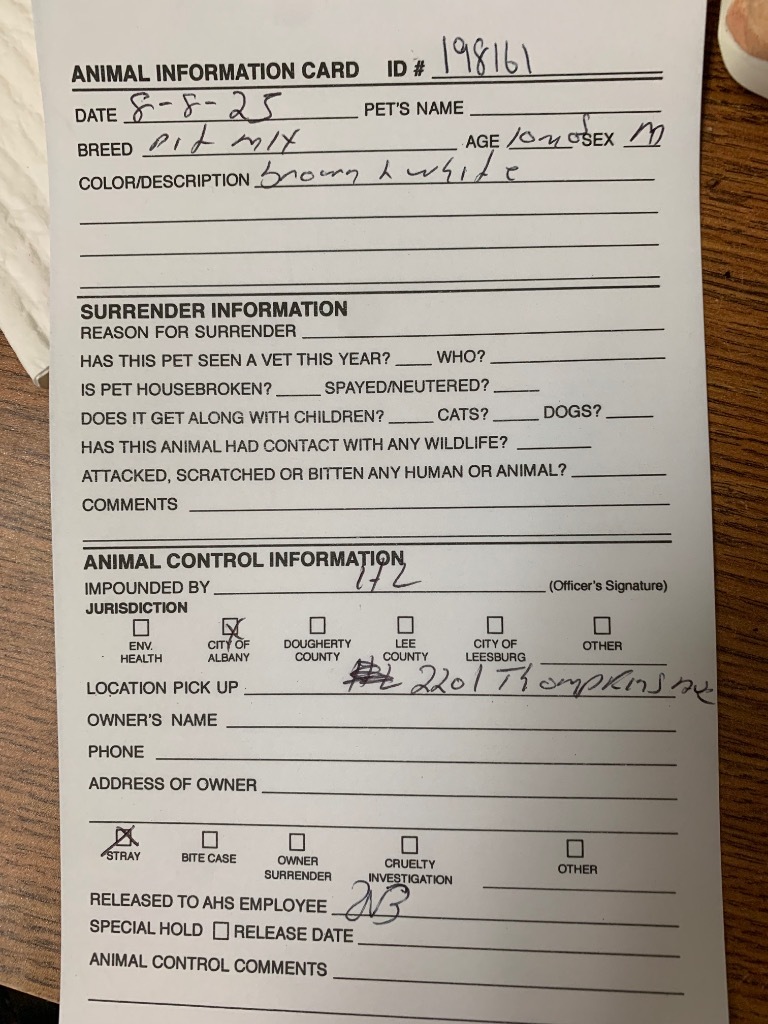 ANIMAL INFORMATION CARD ID # 198161
DATE 8-8-25 PET'S NAME
BREED pit mix AGE 10mo SEX M
COLOR/DESCRIPTION brown & white
SURRENDER INFORMATION
REASON FOR SURRENDER
HAS THIS PET SEEN A VET THIS YEAR? WHO?
IS PET HOUSEBROKEN? SPAYED/NEUTERED?
DOES IT GET ALONG WITH CHILDREN? CATS? DOGS?
HAS THIS ANIMAL HAD CONTACT WITH ANY WILDLIFE?
ATTACKED, SCRATCHED OR BITTEN ANY HUMAN OR ANIMAL?
COMMENTS
ANIMAL CONTROL INFORMATION
IMPOUNDED BY 172 (Officer's Signature)
JURISDICTION
ENV. HEALTH
CITY OF ALBANY
DOUGHERTY COUNTY
LEE COUNTY
CITY OF LEESBURG
OTHER
LOCATION PICK UP 2201 Thompkins ave
OWNER'S NAME
PHONE
ADDRESS OF OWNER
STRAY
BITE CASE
OWNER SURRENDER
CRUELTY INVESTIGATION
OTHER
RELEASED TO AHS EMPLOYEE
SPECIAL HOLD RELEASE DATE
ANIMAL CONTROL COMMENTS